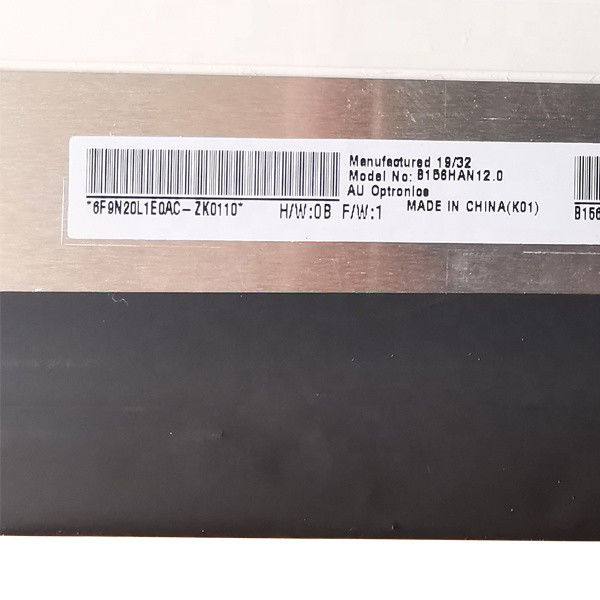 Manufactured 19/32
Model No: B156HAN12.0
AU Optronics
*6F9N20L1E0AC-ZK0110* H/W:0B F/W:1 MADE IN CHINA(K01)
B156